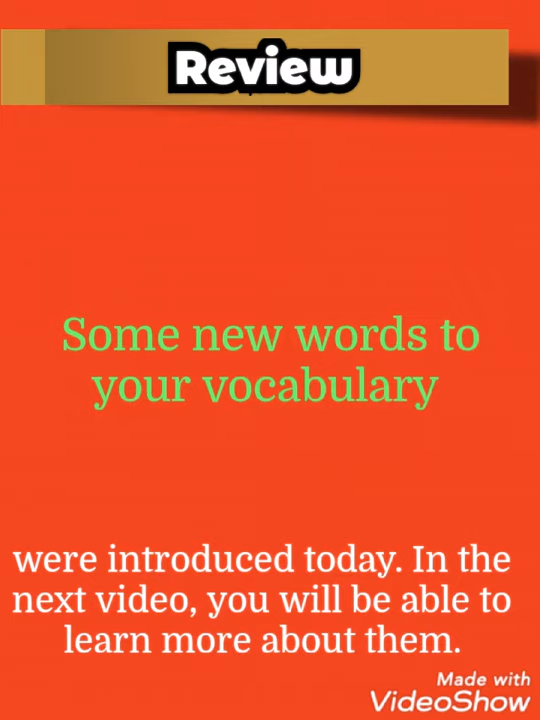 Review
Some new words to
your vocabulary
were introduced today. In the
next video, you will be able to
learn more about them.
Made with
VideoShow